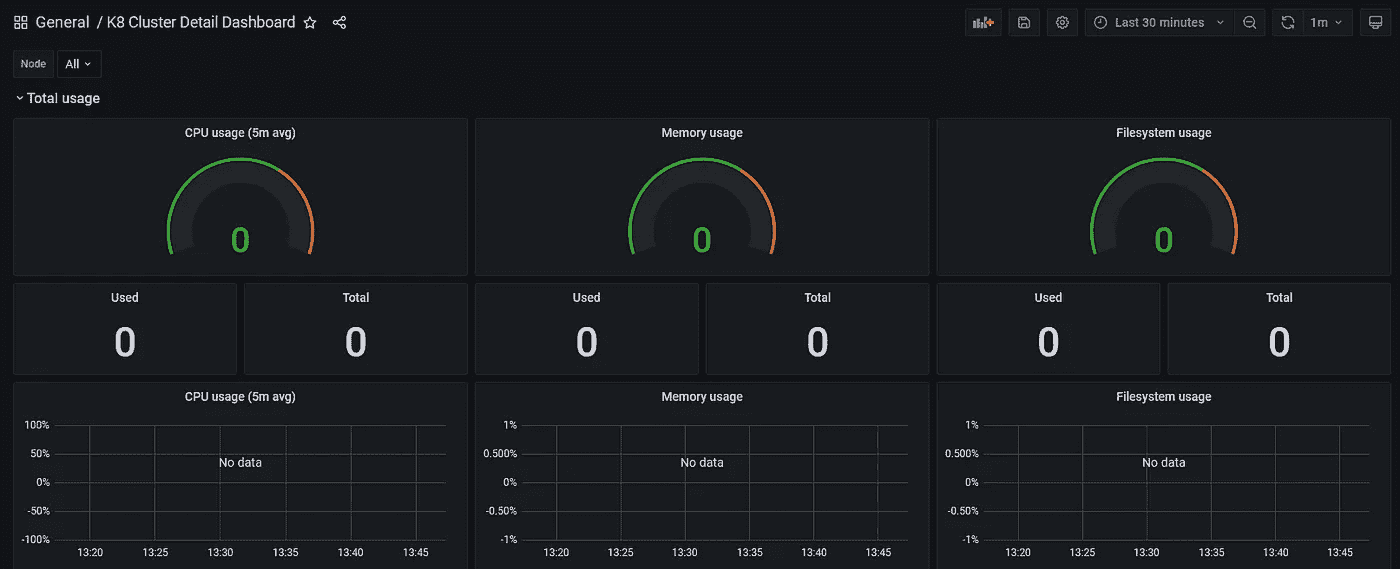 General / K8 Cluster Detail Dashboard
Last 30 minutes
1m
Node
All
Total usage
CPU usage (5m avg)
0
Memory usage
0
Filesystem usage
0
Used
0
Total
0
Used
0
Total
0
Used
0
Total
0
CPU usage (5m avg)
100%
50%
0%
-50%
-100%
No data
13:20 13:25 13:30 13:35 13:40 13:45
Memory usage
1%
0.500%
0%
-0.50%
-1%
No data
13:20 13:25 13:30 13:35 13:40 13:45
Filesystem usage
1%
0.500%
0%
-0.50%
-1%
No data
13:20 13:25 13:30 13:35 13:40 13:45